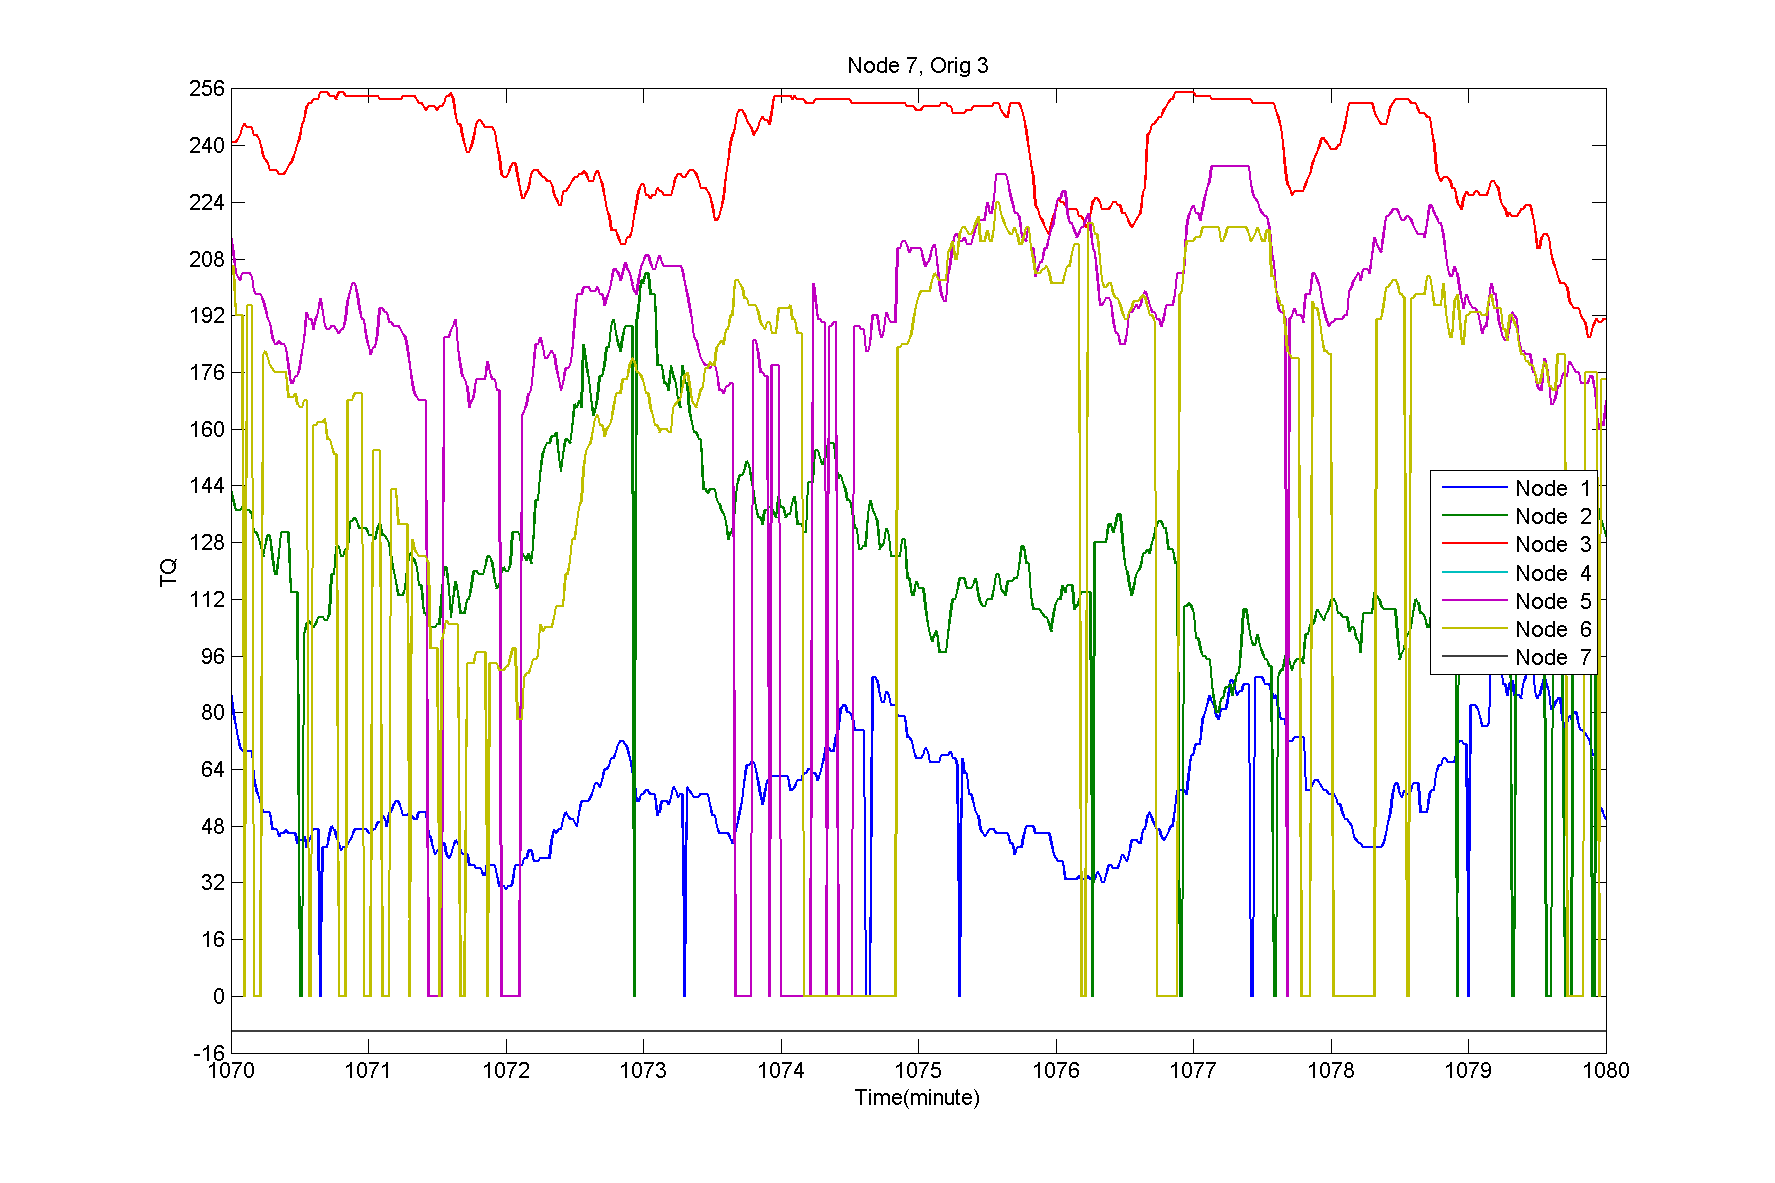 Node 7, Orig 3
256
240
224
208
192
176
160
144
128
112
96
80
64
48
32
16
0
-16
TQ
Node 1
Node 2
Node 3
Node 4
Node 5
Node 6
Node 7
1070 1071 1072 1073 1074 1075 1076 1077 1078 1079 1080
Time(minute)